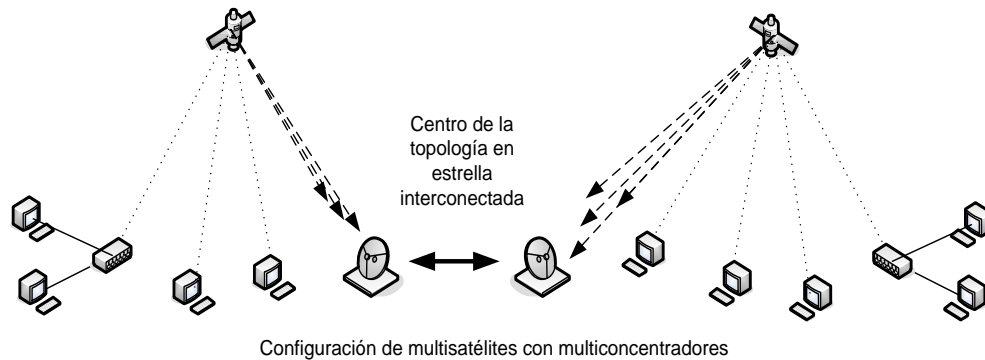 Centro de la
topología en
estrella
interconectada
Configuración de multisatélites con multiconcentradores